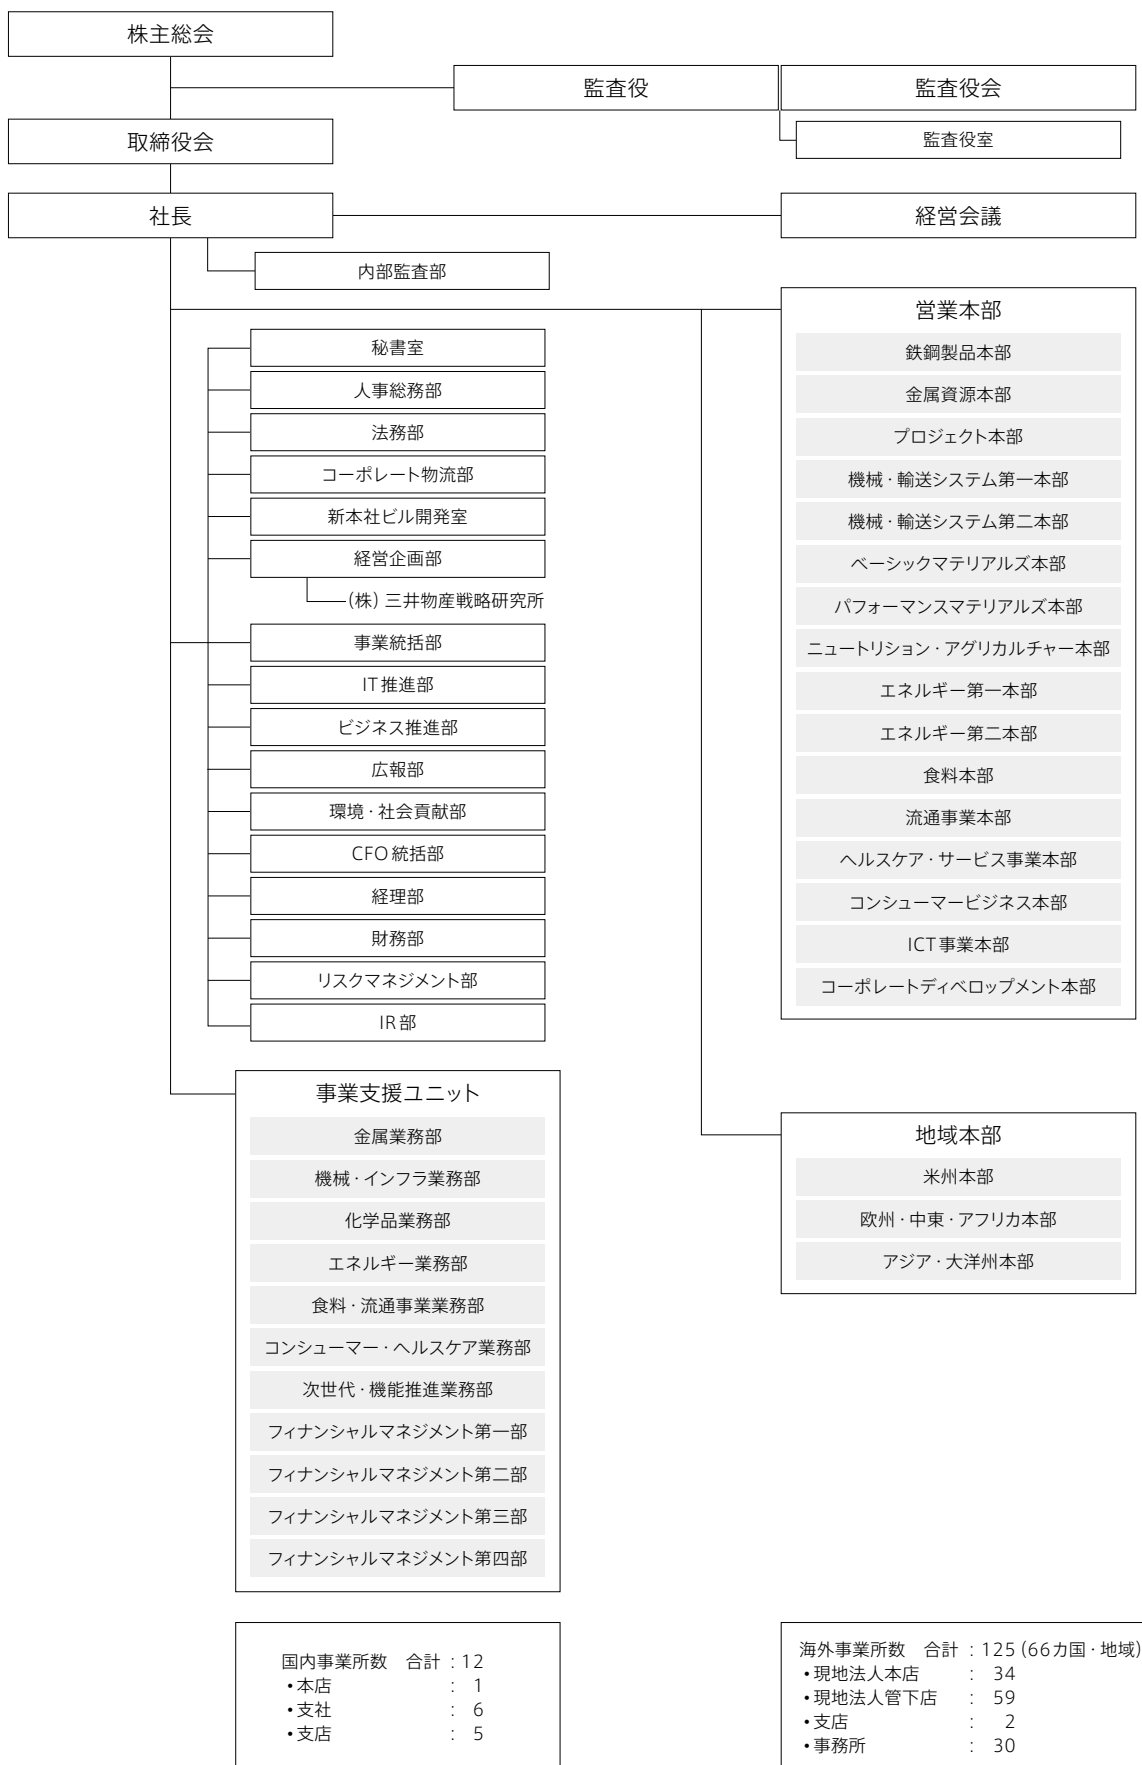 株主総会
監査役
監査役会
監査役室
取締役会
社長
経営会議
内部監査部
秘書室
人事総務部
法務部
コーポレート物流部
新本社ビル開発室
経営企画部
(株) 三井物産戦略研究所
事業統括部
IT推進部
ビジネス推進部
広報部
環境・社会貢献部
CFO統括部
経理部
財務部
リスクマネジメント部
IR部
営業本部
鉄鋼製品本部
金属資源本部
プロジェクト本部
機械・輸送システム第一本部
機械・輸送システム第二本部
ベーシックマテリアルズ本部
パフォーマンスマテリアルズ本部
ニュートリション・アグリカルチャー本部
エネルギー第一本部
エネルギー第二本部
食料本部
流通事業本部
ヘルスケア・サービス事業本部
コンシューマービジネス本部
ICT事業本部
コーポレートディベロップメント本部
事業支援ユニット
金属業務部
機械・インフラ業務部
化学品業務部
エネルギー業務部
食料・流通事業業務部
コンシューマー・ヘルスケア業務部
次世代・機能推進業務部
フィナンシャルマネジメント第一部
フィナンシャルマネジメント第二部
フィナンシャルマネジメント第三部
フィナンシャルマネジメント第四部
地域本部
米州本部
欧州・中東・アフリカ本部
アジア・大洋州本部
国内事業所数 合計 : 12
•本店 : 1
•支社 : 6
•支店 : 5
海外事業所数 合計 : 125 (66カ国・地域)
•現地法人本店 : 34
•現地法人管下店 : 59
•支店 : 2
•事務所 : 30